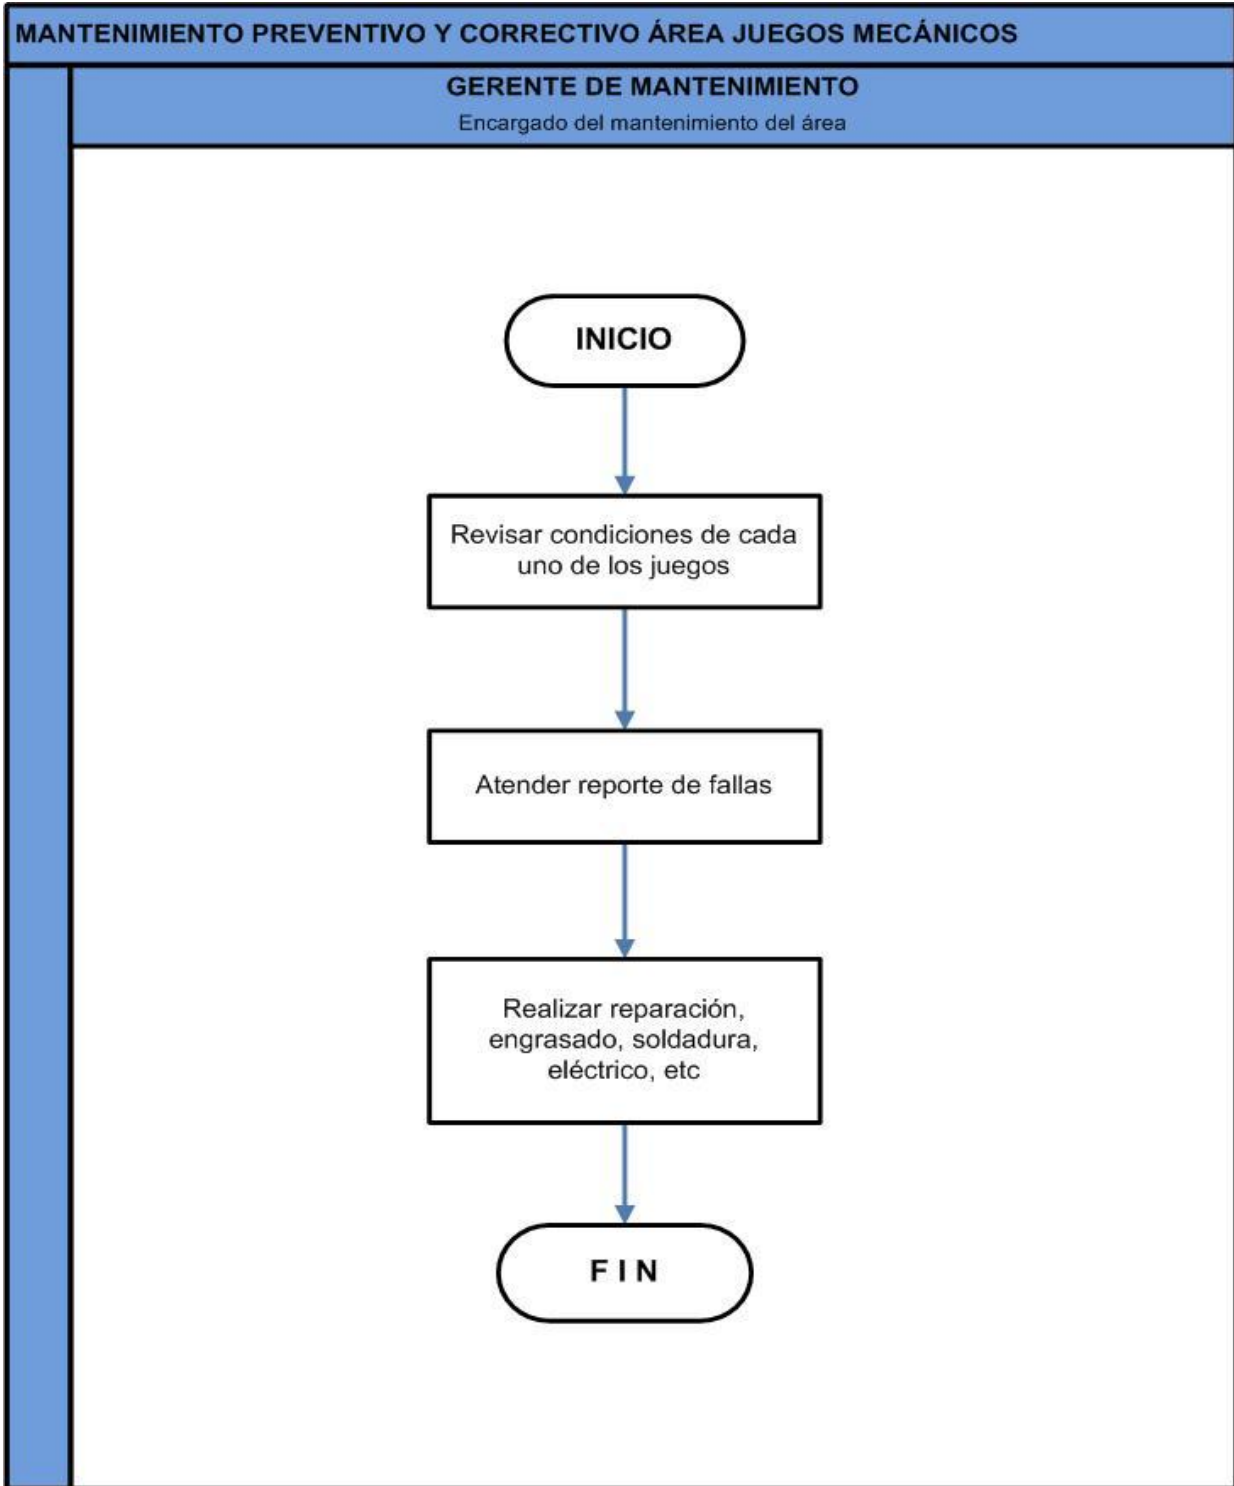 MANTENIMIENTO PREVENTIVO Y CORRECTIVO ÁREA JUEGOS MECÁNICOS
GERENTE DE MANTENIMIENTO
Encargado del mantenimiento del área
INICIO
Revisar condiciones de cada
uno de los juegos
Atender reporte de fallas
Realizar reparación,
engrasado, soldadura,
eléctrico, etc
F I N